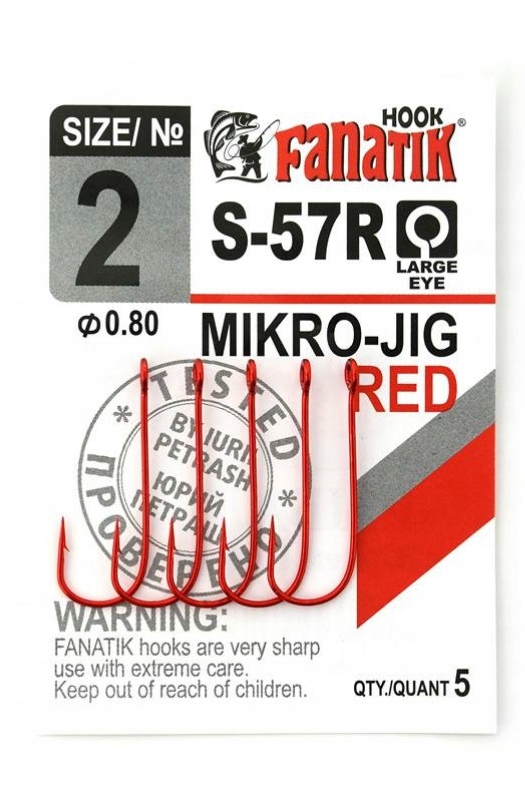 SIZE/ №
2
HOOK
Fanatik®
S-57R
LARGE
EYE
φ0.80
MIKRO-JIG
RED
TESTED
BY IURII
PETRASH
ЮРИЙ
ПЕТРАШ
ПРОВЕРЕНО
WARNING:
FANATIK hooks are very sharp
use with extreme care.
Keep out of reach of children.
QTY./QUANT 5